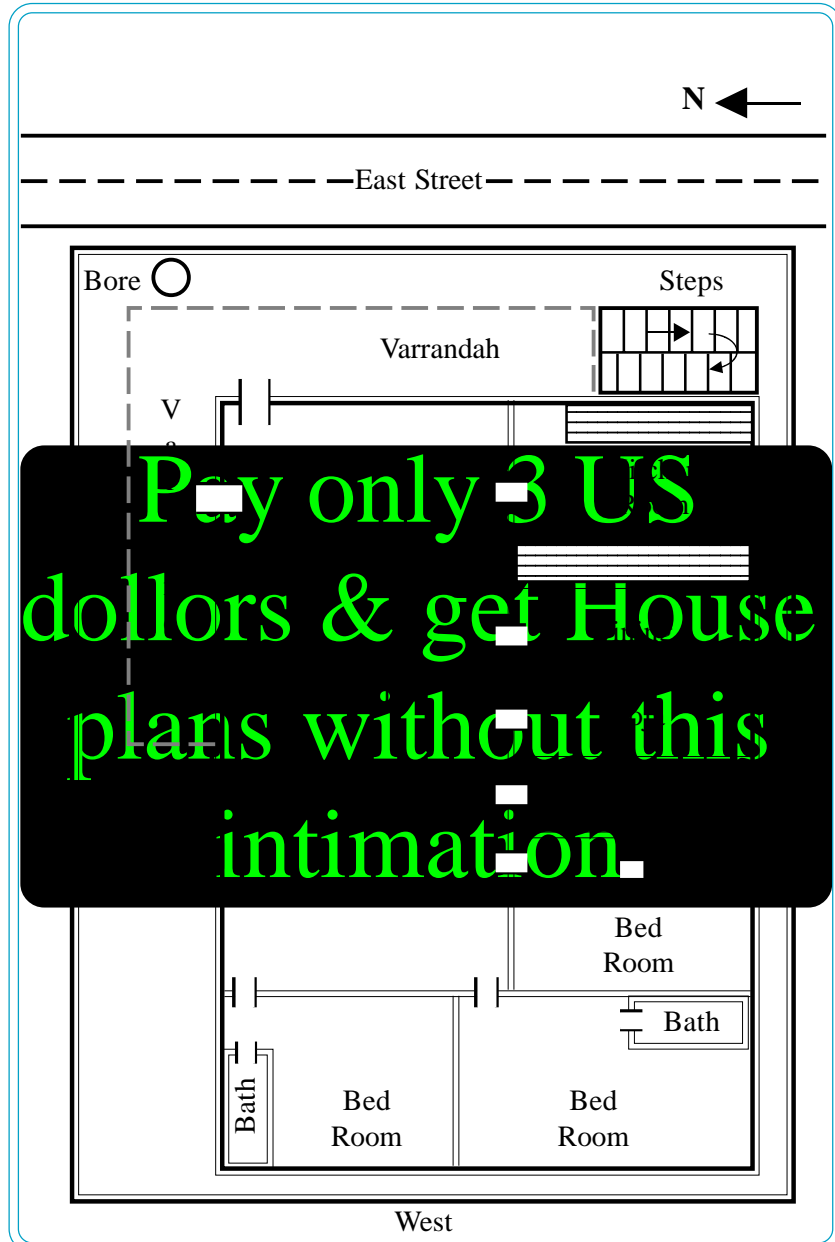 N
East Street
Bore
Steps
Varrandah
V
Pay only 3 US
dollors & get House
plans without this
intimation
Bed
Room
Bath
Bath
Bed
Room
Bed
Room
West